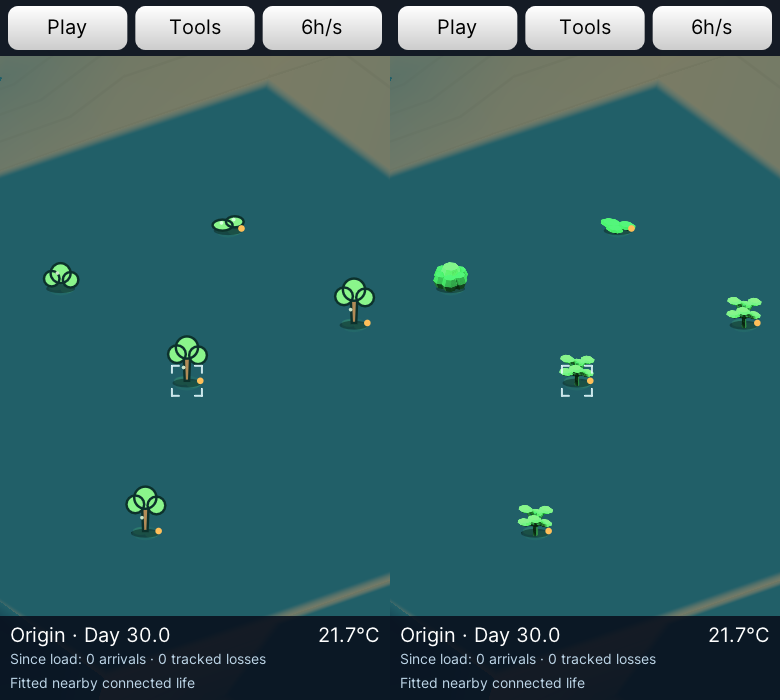 Play Tools 6h/s Play Tools 6h/s
Origin · Day 30.0 21.7°C Origin · Day 30.0 21.7°C
Since load: 0 arrivals · 0 tracked losses Since load: 0 arrivals · 0 tracked losses
Fitted nearby connected life Fitted nearby connected life